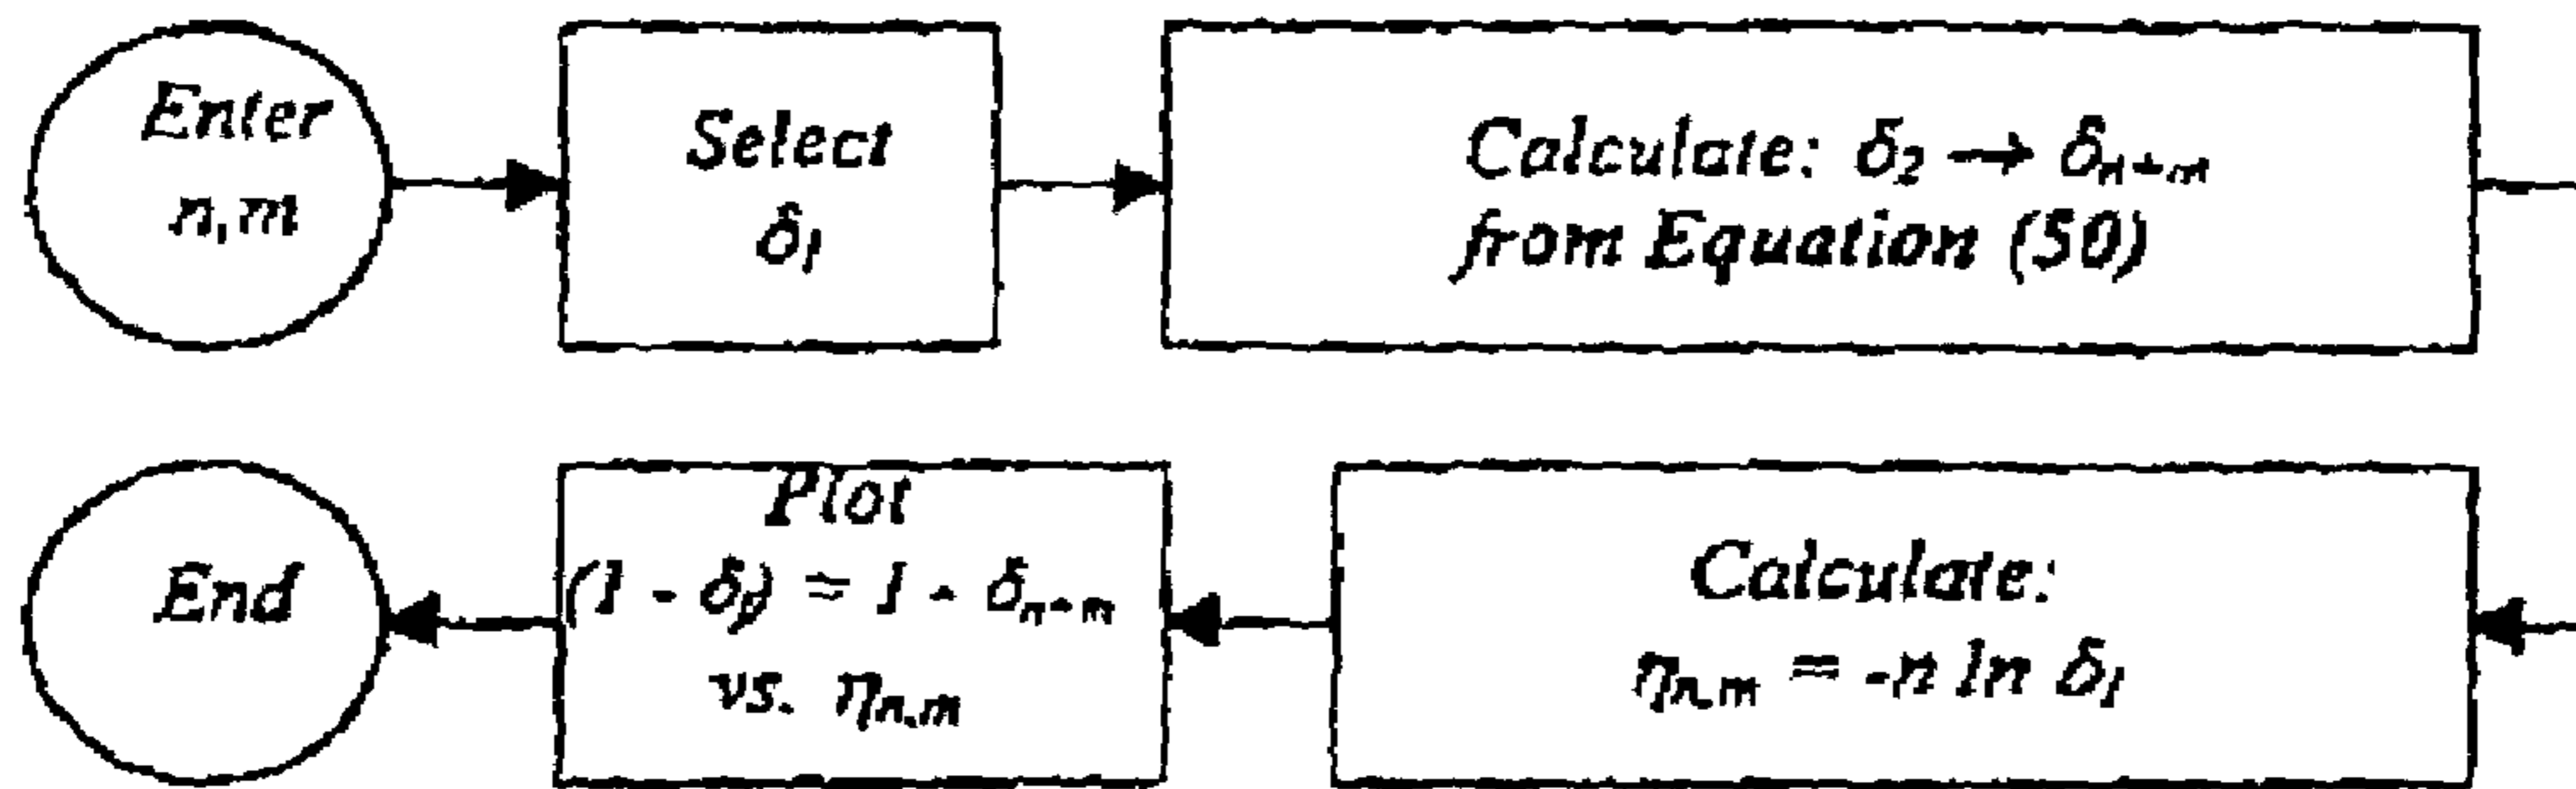 Enter
n,m
Select
δ₁
Calculate: δ₂ → δₙ₊ₘ
from Equation (50)
Calculate:
ηₙ,ₘ = -n ln δ₁
Plot
(1 - δ) = 1 - δₙ₊ₘ
vs. ηₙ,ₘ
End